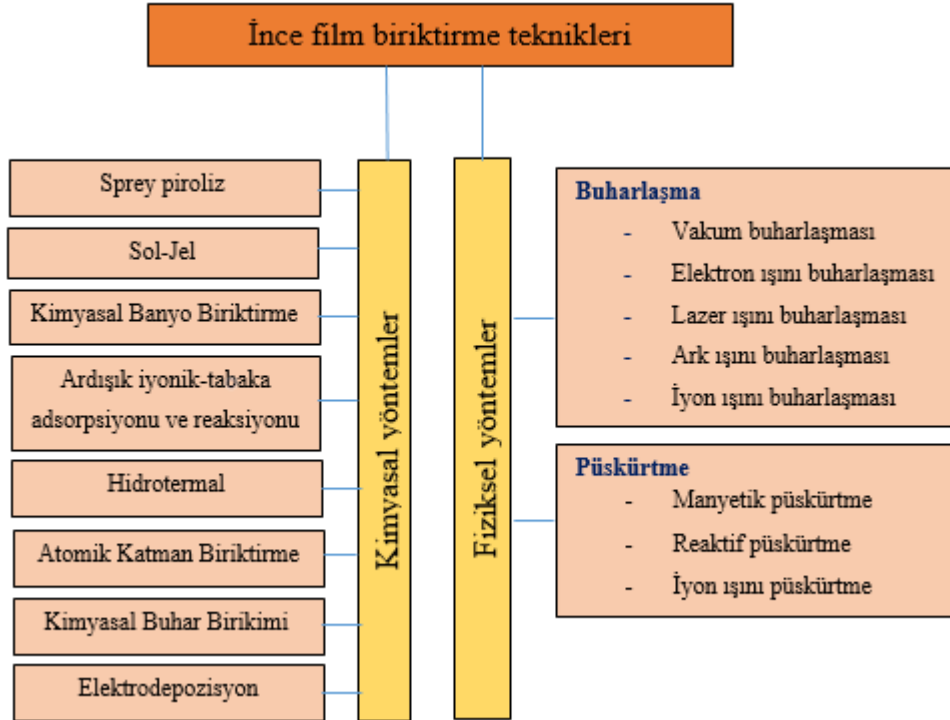 İnce film biriktirme teknikleri
Kimyasal yöntemler
Sprey piroliz
Sol-Jel
Kimyasal Banyo Biriktirme
Ardışık iyonik-tabaka
adsorpsiyonu ve reaksiyonu
Hidrotermal
Atomik Katman Biriktirme
Kimyasal Buhar Birikimi
Elektrodepozisyon
Fiziksel yöntemler
Buharlaşma
- Vakum buharlaşması
- Elektron ışını buharlaşması
- Lazer ışını buharlaşması
- Ark ışını buharlaşması
- İyon ışını buharlaşması
Püskürtme
- Manyetik püskürtme
- Reaktif püskürtme
- İyon ışını püskürtme